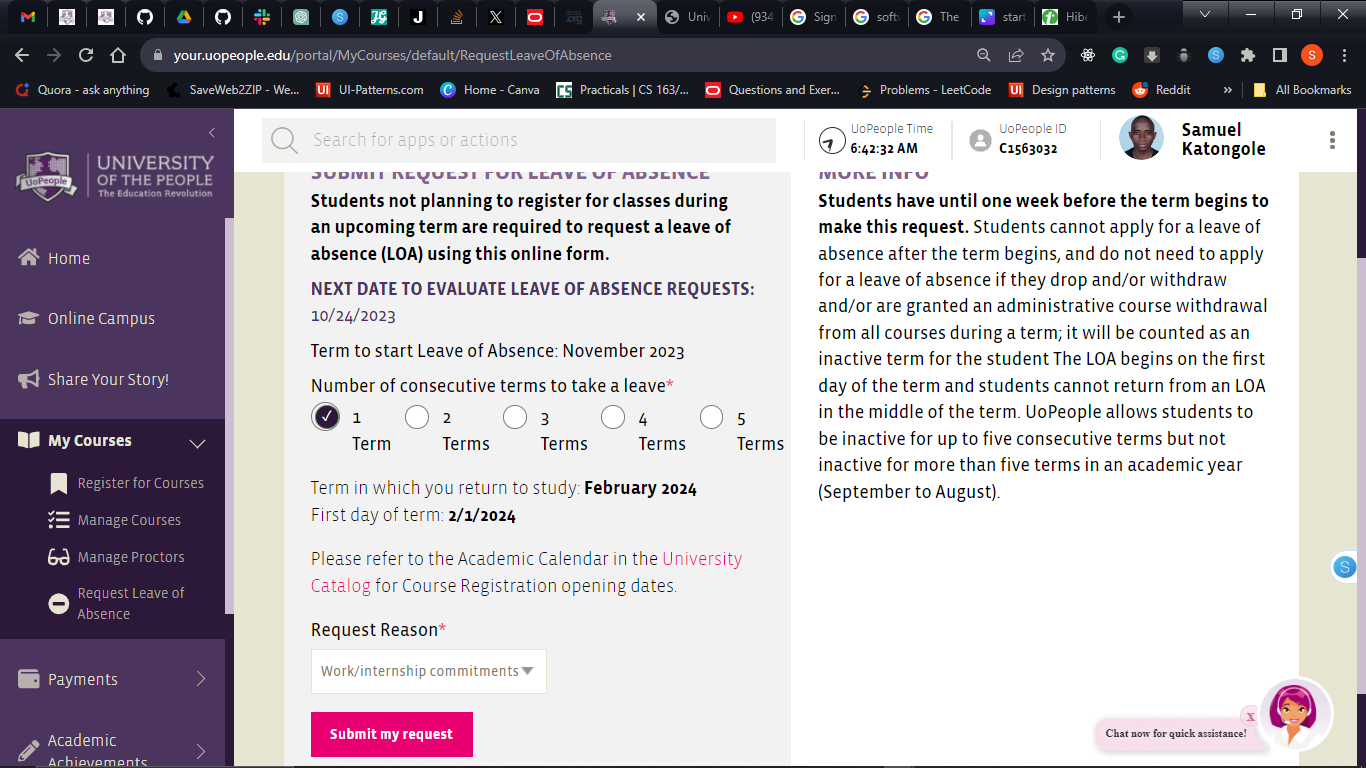 Univ
(934
Sign
softw
The
start
Hibe
your.uopeople.edu/portal/MyCourses/default/RequestLeaveOfAbsence
Quora - ask anything
SaveWeb2ZIP - We...
UI-Patterns.com
Home - Canva
Practicals | CS 163/...
Questions and Exer...
Problems - LeetCode
Design patterns
Reddit
»
All Bookmarks
UoPeople
UNIVERSITY
OF THE PEOPLE
The Education Revolution
Search for apps or actions
UoPeople Time
6:42:32 AM
UoPeople ID
C1563032
Samuel
Katongole
Home
Online Campus
Share Your Story!
My Courses
Register for Courses
Manage Courses
Manage Proctors
Request Leave of
Absence
Payments
Academic
Achievements
SUBMIT REQUEST FOR LEAVE OF ABSENCE
Students not planning to register for classes during
an upcoming term are required to request a leave of
absence (LOA) using this online form.
NEXT DATE TO EVALUATE LEAVE OF ABSENCE REQUESTS:
10/24/2023
Term to start Leave of Absence: November 2023
Number of consecutive terms to take a leave*
1 Term
2 Terms
3 Terms
4 Terms
5 Terms
Term in which you return to study: February 2024
First day of term: 2/1/2024
Please refer to the Academic Calendar in the University
Catalog for Course Registration opening dates.
Request Reason*
Work/internship commitments
Submit my request
MORE INFO
Students have until one week before the term begins to
make this request. Students cannot apply for a leave of
absence after the term begins, and do not need to apply
for a leave of absence if they drop and/or withdraw
and/or are granted an administrative course withdrawal
from all courses during a term; it will be counted as an
inactive term for the student The LOA begins on the first
day of the term and students cannot return from an LOA
in the middle of the term. UoPeople allows students to
be inactive for up to five consecutive terms but not
inactive for more than five terms in an academic year
(September to August).
x
Chat now for quick assistance!